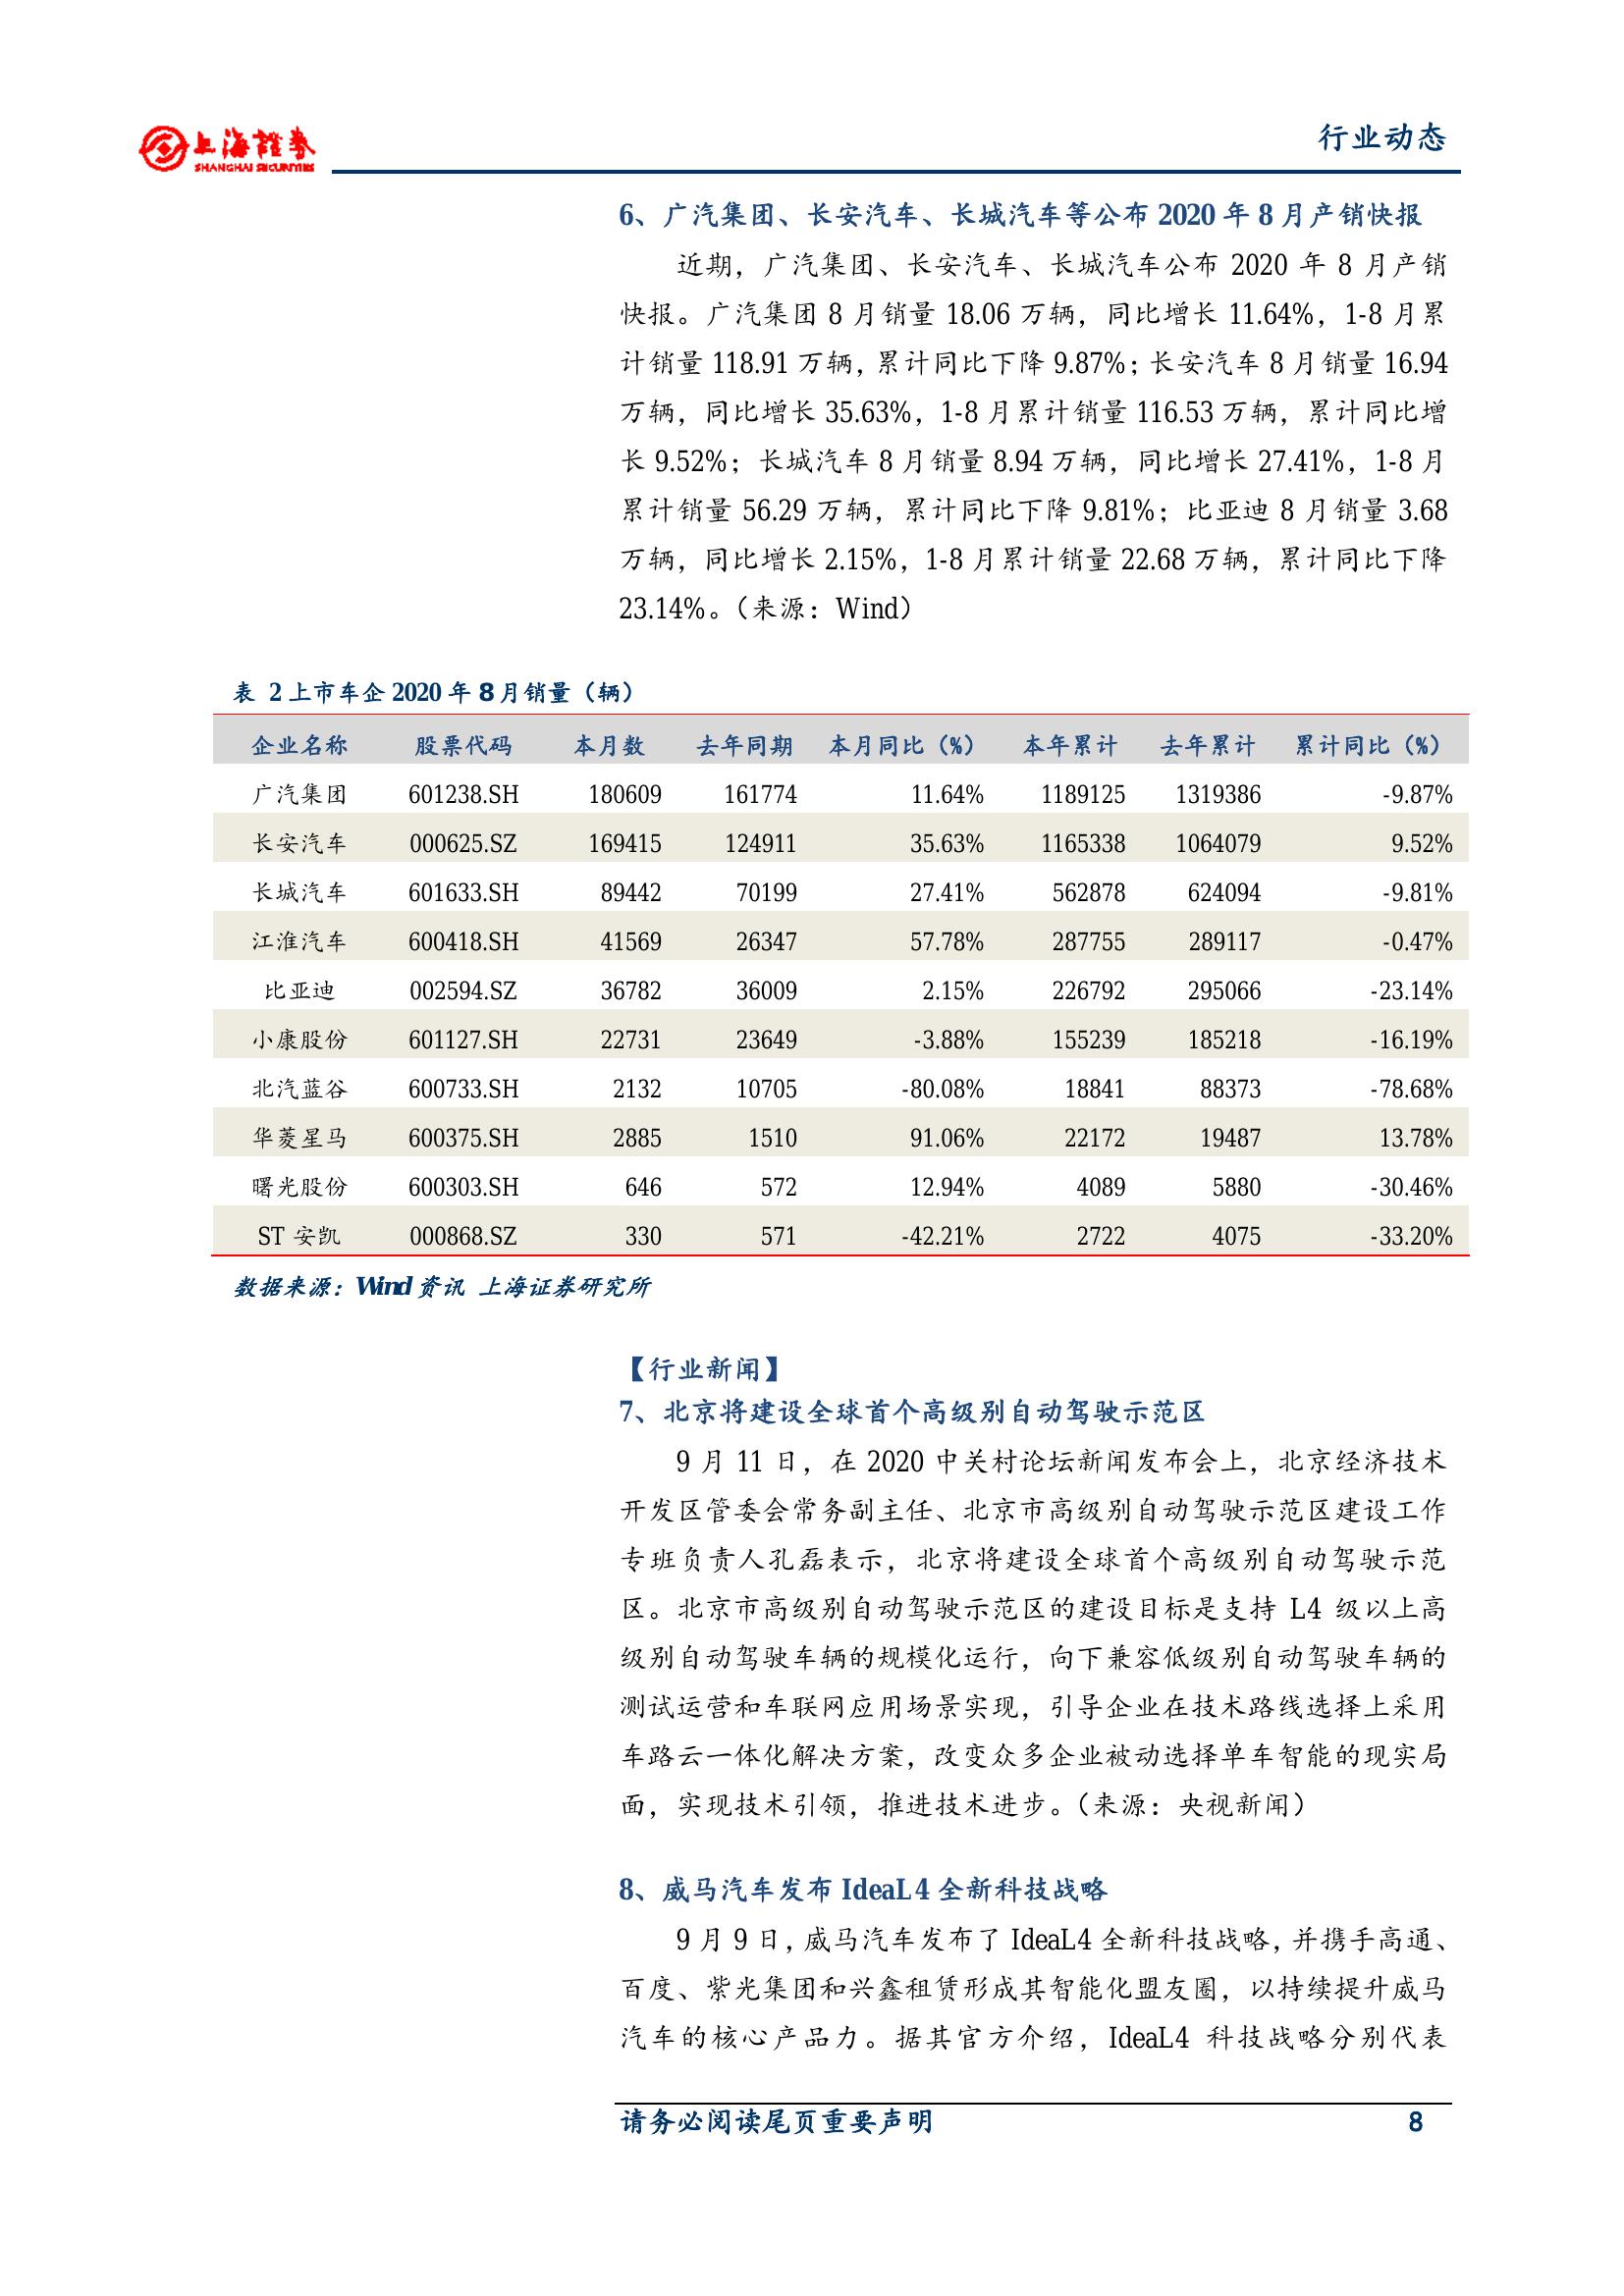 上海證券
SHANGHAI SECURITIES
行业动态
6、广汽集团、长安汽车、长城汽车等公布 2020 年 8 月产销快报
近期，广汽集团、长安汽车、长城汽车公布 2020 年 8 月产销
快报。广汽集团 8 月销量 18.06 万辆，同比增长 11.64%，1-8 月累
计销量 118.91 万辆，累计同比下降 9.87%；长安汽车 8 月销量 16.94
万辆，同比增长 35.63%，1-8 月累计销量 116.53 万辆，累计同比增
长 9.52%；长城汽车 8 月销量 8.94 万辆，同比增长 27.41%，1-8 月
累计销量 56.29 万辆，累计同比下降 9.81%；比亚迪 8 月销量 3.68
万辆，同比增长 2.15%，1-8 月累计销量 22.68 万辆，累计同比下降
23.14%。（来源：Wind）
表 2 上市车企 2020 年 8 月销量（辆）
企业名称 股票代码 本月数 去年同期 本月同比（%） 本年累计 去年累计 累计同比（%）
广汽集团 601238.SH 180609 161774 11.64% 1189125 1319386 -9.87%
长安汽车 000625.SZ 169415 124911 35.63% 1165338 1064079 9.52%
长城汽车 601633.SH 89442 70199 27.41% 562878 624094 -9.81%
江淮汽车 600418.SH 41569 26347 57.78% 287755 289117 -0.47%
比亚迪 002594.SZ 36782 36009 2.15% 226792 295066 -23.14%
小康股份 601127.SH 22731 23649 -3.88% 155239 185218 -16.19%
北汽蓝谷 600733.SH 2132 10705 -80.08% 18841 88373 -78.68%
华菱星马 600375.SH 2885 1510 91.06% 22172 19487 13.78%
曙光股份 600303.SH 646 572 12.94% 4089 5880 -30.46%
ST 安凯 000868.SZ 330 571 -42.21% 2722 4075 -33.20%
数据来源：Wind 资讯 上海证券研究所
【行业新闻】
7、北京将建设全球首个高级别自动驾驶示范区
9 月 11 日，在 2020 中关村论坛新闻发布会上，北京经济技术
开发区管委会常务副主任、北京市高级别自动驾驶示范区建设工作
专班负责人孔磊表示，北京将建设全球首个高级别自动驾驶示范
区。北京市高级别自动驾驶示范区的建设目标是支持 L4 级以上高
级别自动驾驶车辆的规模化运行，向下兼容低级别自动驾驶车辆的
测试运营和车联网应用场景实现，引导企业在技术路线选择上采用
车路云一体化解决方案，改变众多企业被动选择单车智能的现实局
面，实现技术引领，推进技术进步。（来源：央视新闻）
8、威马汽车发布 IdeaL4 全新科技战略
9 月 9 日，威马汽车发布了 IdeaL4 全新科技战略，并携手高通、
百度、紫光集团和兴鑫租赁形成其智能化盟友圈，以持续提升威马
汽车的核心产品力。据其官方介绍，IdeaL4 科技战略分别代表
请务必阅读尾页重要声明 8